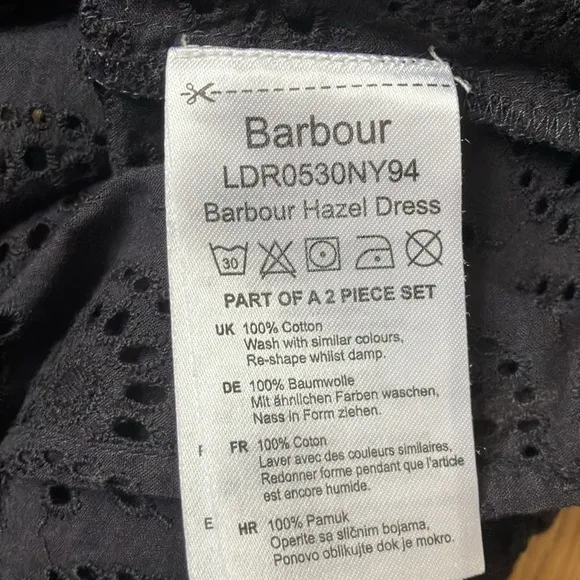 Barbour
LDR0530NY94
Barbour Hazel Dress
30
PART OF A 2 PIECE SET
UK 100% Cotton
Wash with similar colours,
Re-shape whilst damp.
DE 100% Baumwolle
Mit ähnlichen Farben waschen,
Nass in Form ziehen.
FR 100% Coton
Laver avec des couleurs similaires,
Redonner forme pendant que l'article
est encore humide.
E HR 100% Pamuk
Operite sa sličnim bojama,
Ponovo oblikujte dok je mokro.